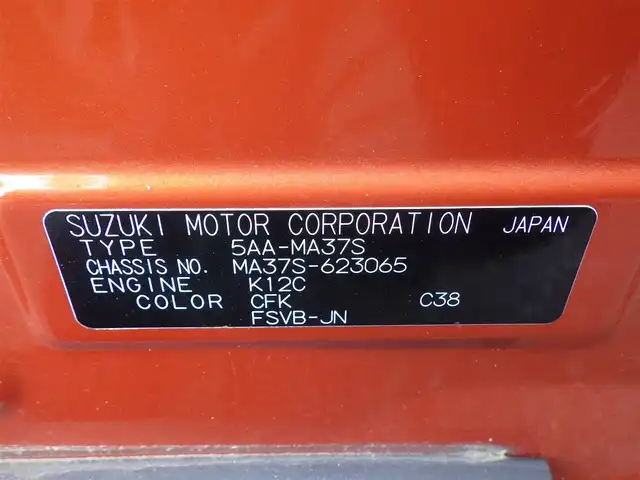 SUZUKI MOTOR CORPORATION JAPAN
TYPE 5AA-MA37S
CHASSIS NO. MA37S-623065
ENGINE K12C
COLOR CFK C38
FSVB-JN